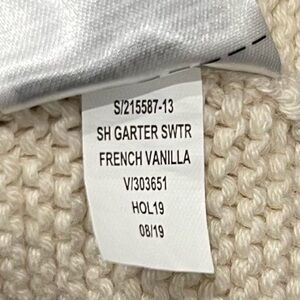 S/215587-13
SH GARTER SWTR
FRENCH VANILLA
V/303651
HOL19
08/19